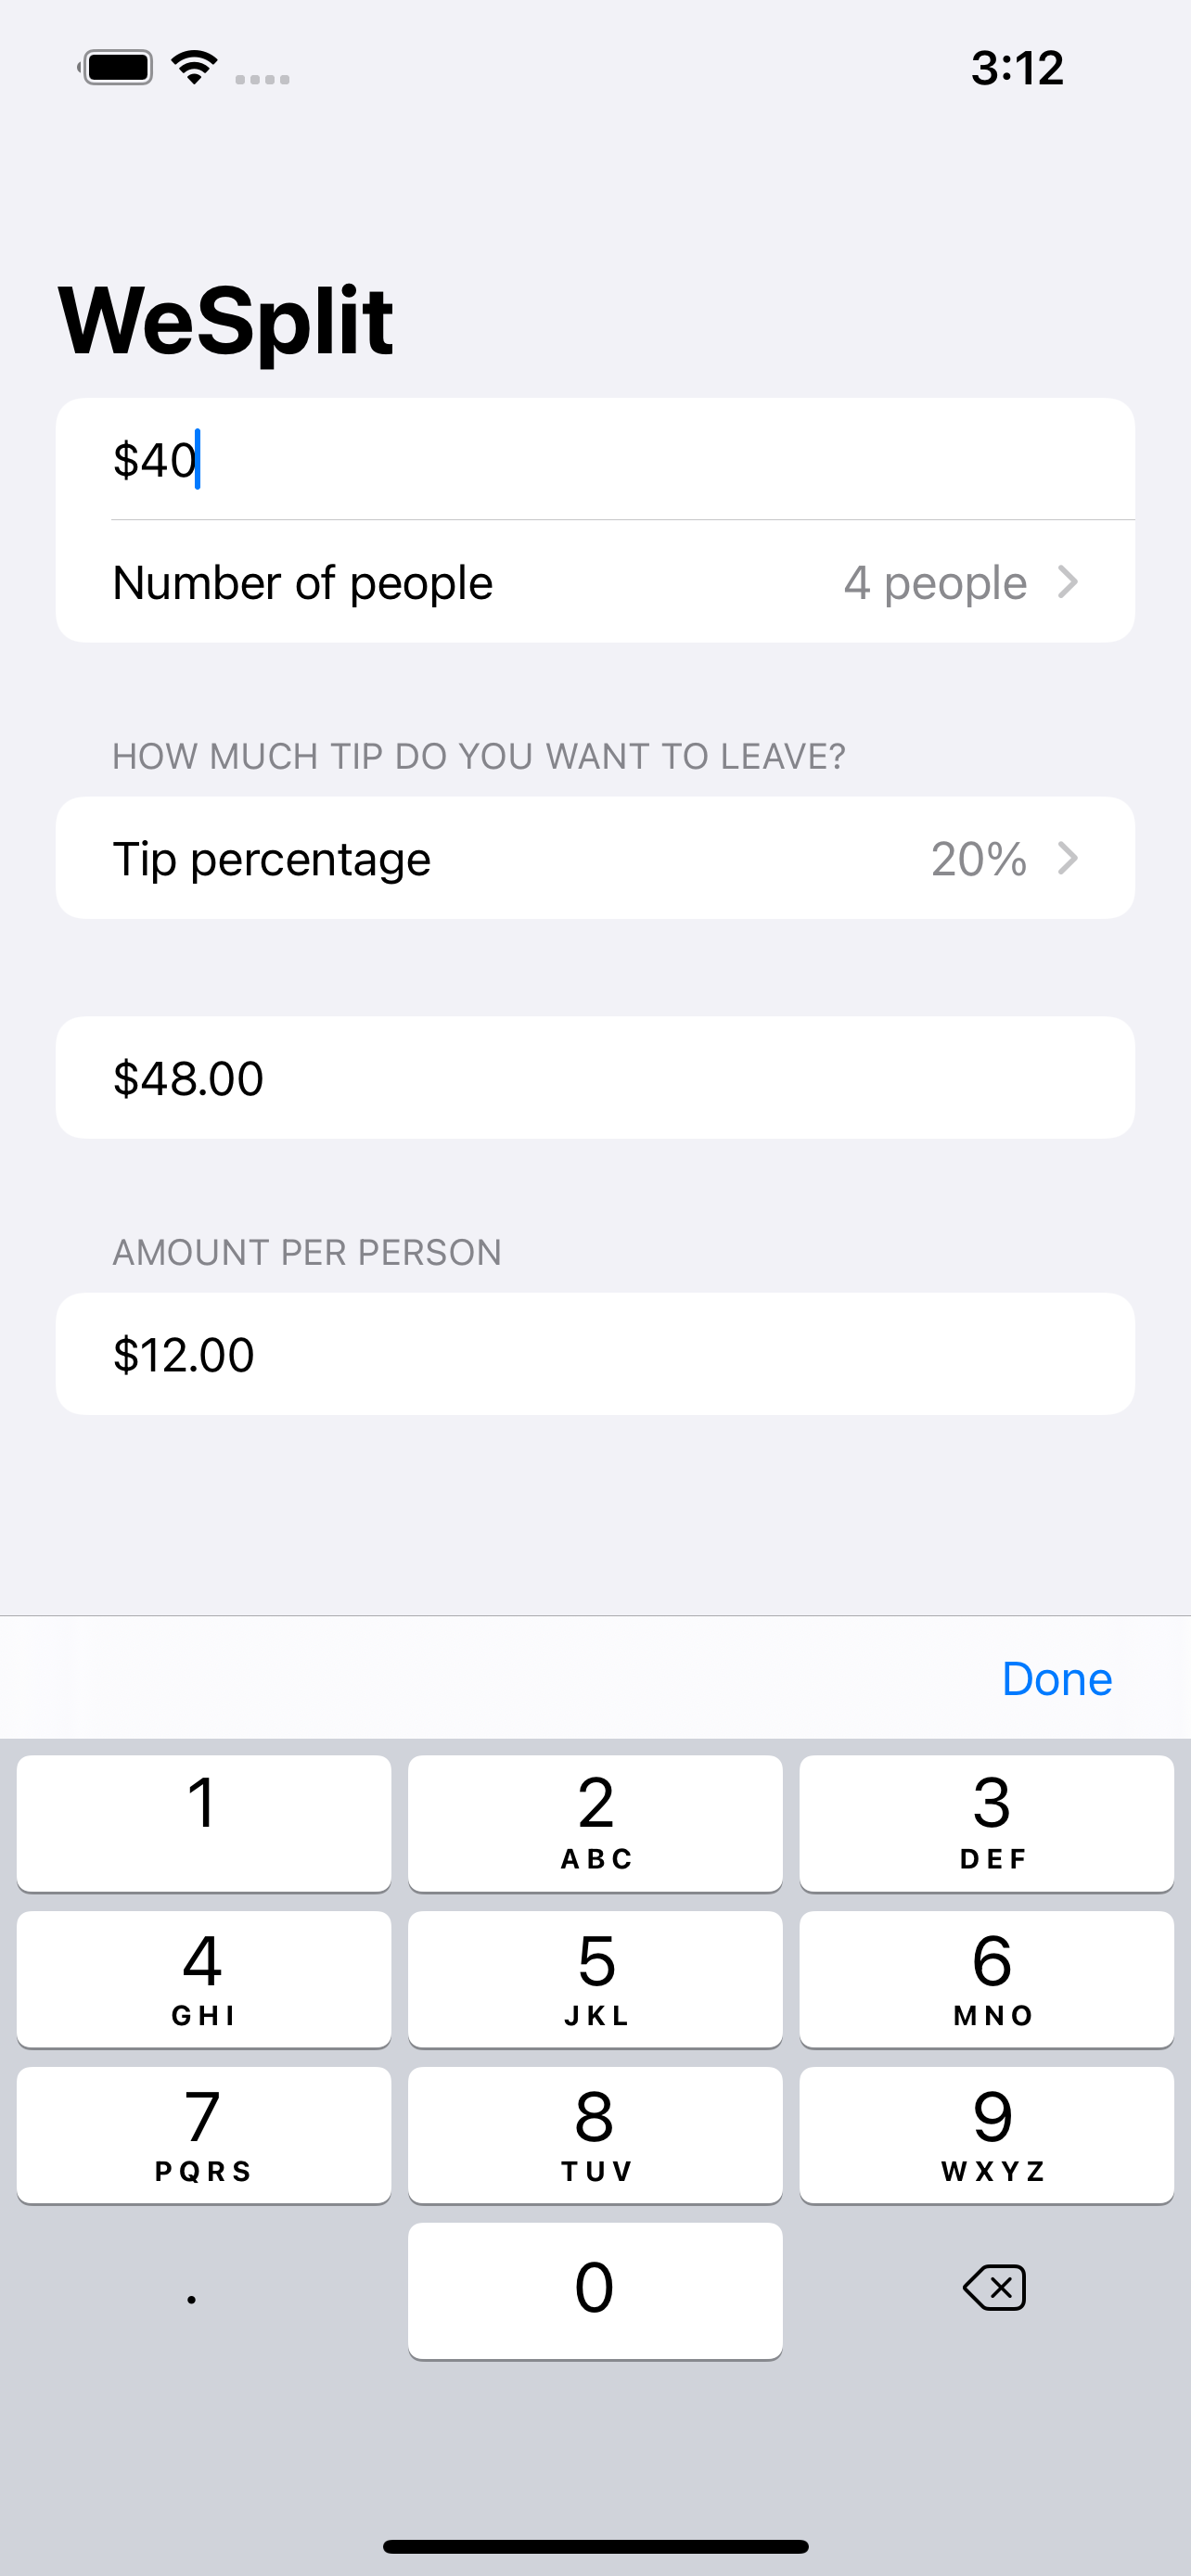 3:12
WeSplit
$40
Number of people 4 people
HOW MUCH TIP DO YOU WANT TO LEAVE?
Tip percentage 20%
$48.00
AMOUNT PER PERSON
$12.00
Done
1 2 3
ABC DEF
4 5 6
GHI JKL MNO
7 8 9
PQRS TUV WXYZ
. 0